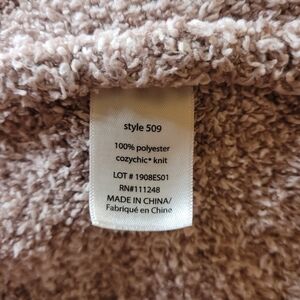 style 509
100% polyester
cozychic* knit
LOT # 1908ES01
RN#111248
MADE IN CHINA/
Fabriqué en Chine